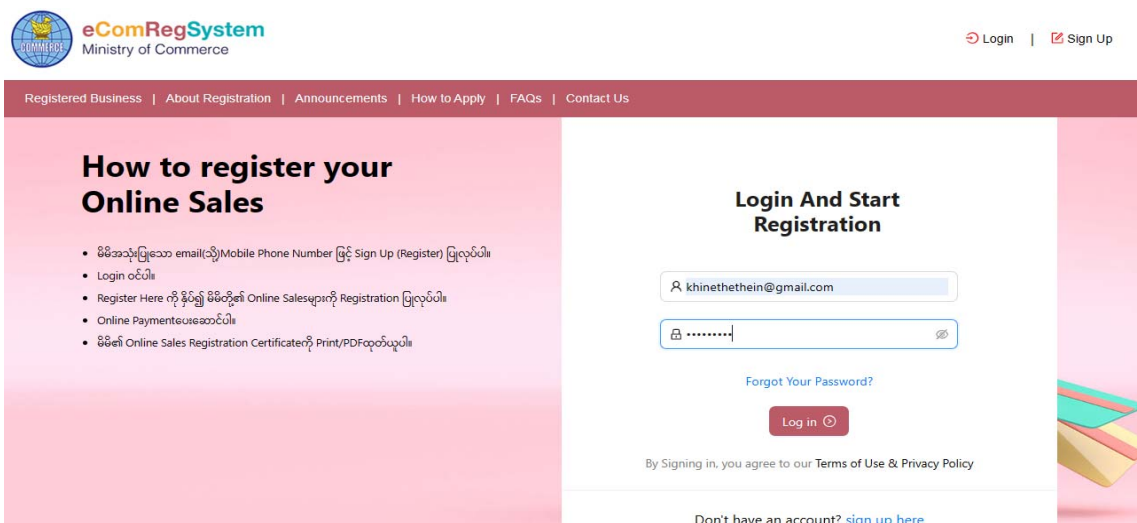 COMMERCE
eComRegSystem
Ministry of Commerce
Login | Sign Up
Registered Business | About Registration | Announcements | How to Apply | FAQs | Contact Us
How to register your
Online Sales
• မိမိအသုံးပြုသော email(သို့)Mobile Phone Number ဖြင့် Sign Up (Register) ပြုလုပ်ပါ။
• Login ဝင်ပါ။
• Register Here ကို နှိပ်၍ မိမိတို့၏ Online Salesများကို Registration ပြုလုပ်ပါ။
• Online Paymentပေးဆောင်ပါ။
• မိမိ၏ Online Sales Registration Certificateကို Print/PDFထုတ်ယူပါ။
Login And Start
Registration
khinethethein@gmail.com
•••••••••
Forgot Your Password?
Log in
By Signing in, you agree to our Terms of Use & Privacy Policy
Don't have an account? sign up here